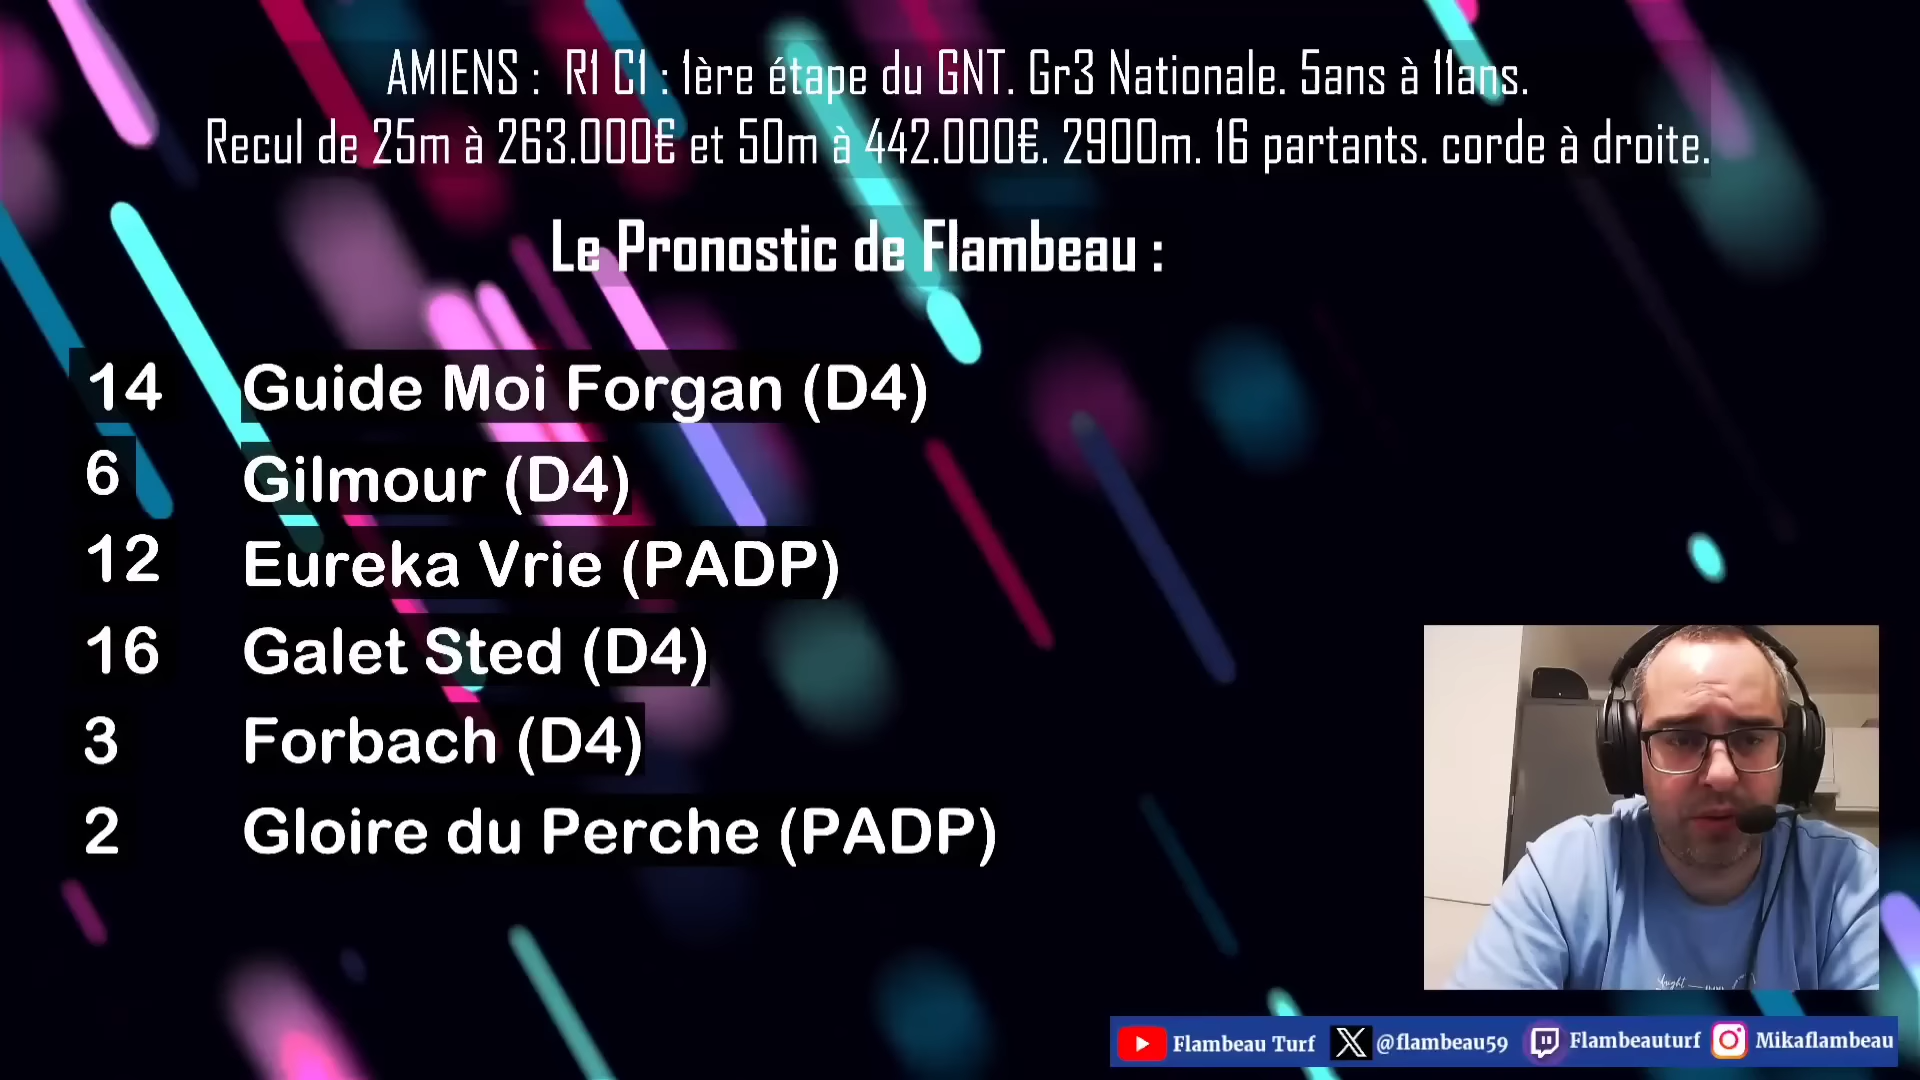 AMIENS : R1 C1 : 1ère étape du GNT. Gr3 Nationale. 5ans à 11ans.
Recul de 25m à 263.000€ et 50m à 442.000€. 2900m. 16 partants. corde à droite.
Le Pronostic de Flambeau :
14 Guide Moi Forgan (D4)
6 Gilmour (D4)
12 Eureka Vrie (PADP)
16 Galet Sted (D4)
3 Forbach (D4)
2 Gloire du Perche (PADP)
Flambeau Turf @flambeau59 Flambeauturf Mikaflambeau